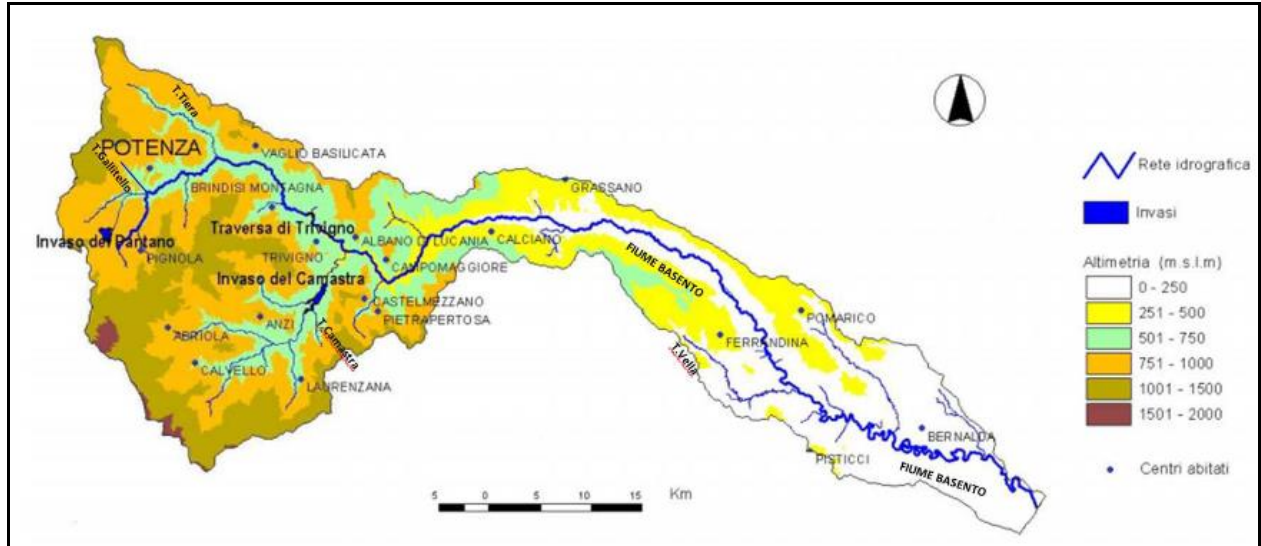 T.Tiera
POTENZA
T.Gallitello
VAGLIO BASILICATA
BRINDISI MONTAGNA
GRASSANO
Traversa di Trivigno
Invaso del Pantano
PIGNOLA
TRIVIGNO
ALBANO DI LUCANIA
CALCIANO
CAMPOMAGGIORE
Invaso del Camastra
FIUME BASENTO
CASTELMEZZANO
PIETRAPERTOSA
ANZI
ABRIOLA
T.Camastra
CALVELLO
LAURENZANA
POMARICO
FERRANDINA
T.Vella
BERNALDA
PISTICCI
FIUME BASENTO
5 0 5 10 15 Km
Rete idrografica
Invasi
Altimetria (m.s.l.m)
0 - 250
251 - 500
501 - 750
751 - 1000
1001 - 1500
1501 - 2000
Centri abitati